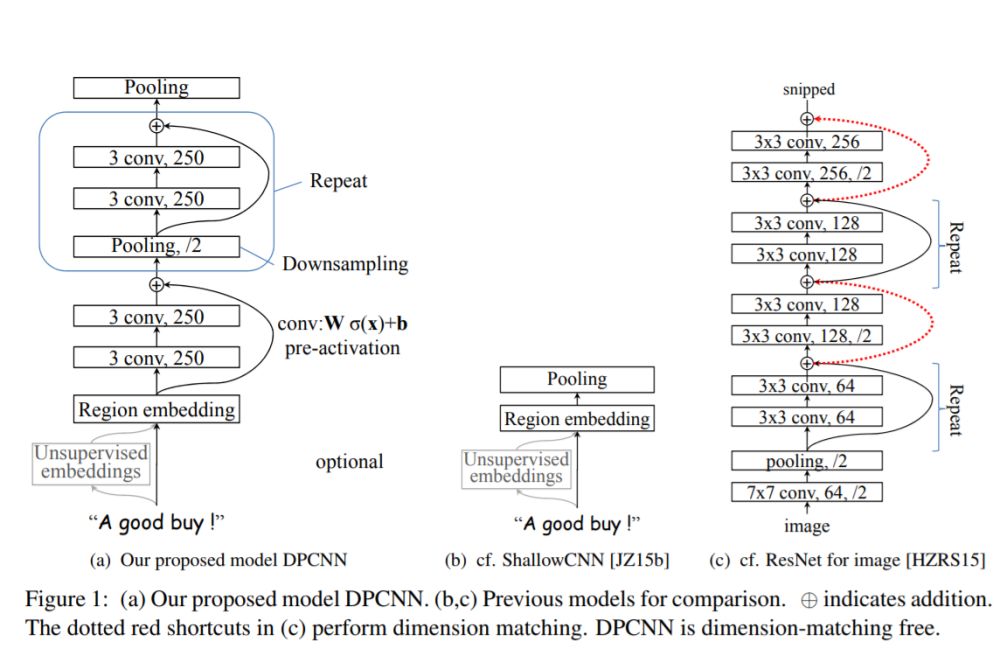 Pooling
3 conv, 250
3 conv, 250
Repeat
Pooling, /2
Downsampling
3 conv, 250
conv:W σ(x)+b
pre-activation
3 conv, 250
Region embedding
Unsupervised
embeddings
optional
“A good buy !”
(a) Our proposed model DPCNN
Pooling
Region embedding
Unsupervised
embeddings
“A good buy !”
(b) cf. ShallowCNN [JZ15b]
snipped
3x3 conv, 256
3x3 conv, 256, /2
3x3 conv, 128
3x3 conv,128
Repeat
3x3 conv, 128
3x3 conv, 128, /2
3x3 conv, 64
3x3 conv, 64
Repeat
pooling, /2
7x7 conv, 64, /2
image
(c) cf. ResNet for image [HZRS15]
Figure 1: (a) Our proposed model DPCNN. (b,c) Previous models for comparison. ⊕ indicates addition.
The dotted red shortcuts in (c) perform dimension matching. DPCNN is dimension-matching free.